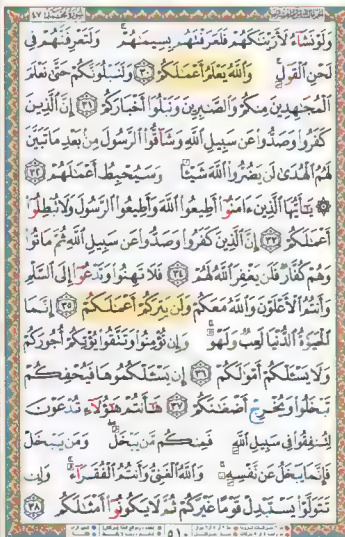 سُورَةُ مُحَمَّدٍ ٤٧
وَلَوْ نَشَآءُ لَأَرَيْنَٰكَهُمْ فَلَعَرَفْتَهُم بِسِيمَٰهُمْ ۚ وَلَتَعْرِفَنَّهُمْ فِى
لَحْنِ ٱلْقَوْلِ ۚ وَٱللَّهُ يَعْلَمُ أَعْمَٰلَكُمْ ٣٠ وَلَنَبْلُوَنَّكُمْ حَتَّىٰ نَعْلَمَ
ٱلْمُجَٰهِدِينَ مِنكُمْ وَٱلصَّٰبِرِينَ وَنَبْلُوَا۟ أَخْبَارَكُمْ ٣١ إِنَّ ٱلَّذِينَ
كَفَرُوا۟ وَصَدُّوا۟ عَن سَبِيلِ ٱللَّهِ وَشَآقُّوا۟ ٱلرَّسُولَ مِنۢ بَعْدِ مَا تَبَيَّنَ
لَهُمُ ٱلْهُدَىٰ لَن يَضُرُّوا۟ ٱللَّهَ شَيْـًٔا وَسَيُحْبِطُ أَعْمَٰلَهُمْ ٣٢
۞ يَٰٓأَيُّهَا ٱلَّذِينَ ءَامَنُوٓا۟ أَطِيعُوا۟ ٱللَّهَ وَأَطِيعُوا۟ ٱلرَّسُولَ وَلَا تُبْطِلُوٓا۟
أَعْمَٰلَكُمْ ٣٣ إِنَّ ٱلَّذِينَ كَفَرُوا۟ وَصَدُّوا۟ عَن سَبِيلِ ٱللَّهِ ثُمَّ مَاتُوا۟
وَهُمْ كُفَّارٌ فَلَن يَغْفِرَ ٱللَّهُ لَهُمْ ٣٤ فَلَا تَهِنُوا۟ وَتَدْعُوٓا۟ إِلَى ٱلسَّلْمِ
وَأَنتُمُ ٱلْأَعْلَوْنَ وَٱللَّهُ مَعَكُمْ وَلَن يَتِرَكُمْ أَعْمَٰلَكُمْ ٣٥ إِنَّمَا
ٱلْحَيَوٰةُ ٱلدُّنْيَا لَعِبٌ وَلَهْوٌ ۚ وَإِن تُؤْمِنُوا۟ وَتَتَّقُوا۟ يُؤْتِكُمْ أُجُورَكُمْ
وَلَا يَسْـَٔلْكُمْ أَمْوَٰلَكُمْ ٣٦ إِن يَسْـَٔلْكُمُوهَا فَيُحْفِكُمْ
تَبْخَلُوا۟ وَيُخْرِجْ أَضْغَٰنَكُمْ ٣٧ هَٰٓأَنتُمْ هَٰٓؤُلَآءِ تُدْعَوْنَ
لِتُنفِقُوا۟ فِى سَبِيلِ ٱللَّهِ فَمِنكُم مَّن يَبْخَلُ ۖ وَمَن يَبْخَلْ
فَإِنَّمَا يَبْخَلُ عَن نَّفْسِهِۦ ۚ وَٱللَّهُ ٱلْغَنِىُّ وَأَنتُمُ ٱلْفُقَرَآءُ ۚ وَإِن
تَتَوَلَّوْا۟ يَسْتَبْدِلْ قَوْمًا غَيْرَكُمْ ثُمَّ لَا يَكُونُوٓا۟ أَمْثَٰلَكُم ٣٨
٥١٠